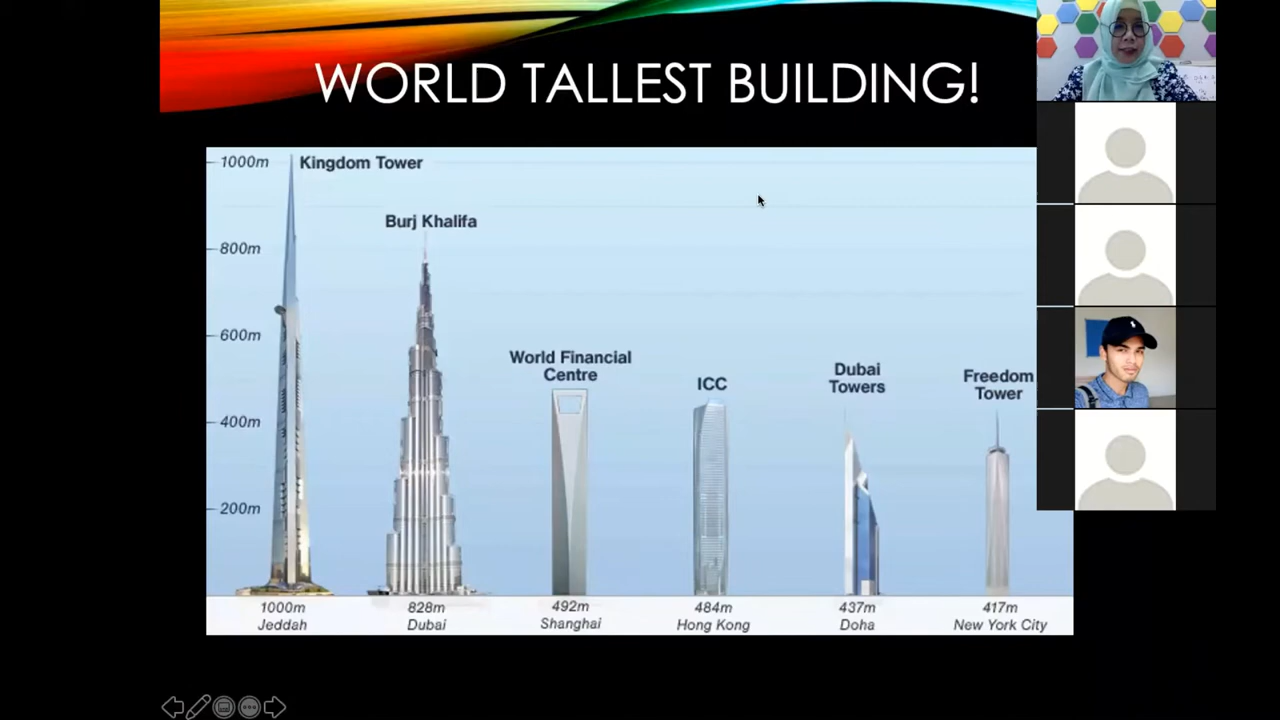 WORLD TALLEST BUILDING!
1000m
Kingdom Tower
Burj Khalifa
800m
600m
World Financial
Centre
ICC
Dubai
Towers
Freedom
Tower
400m
200m
1000m
Jeddah
828m
Dubai
492m
Shanghai
484m
Hong Kong
437m
Doha
417m
New York City